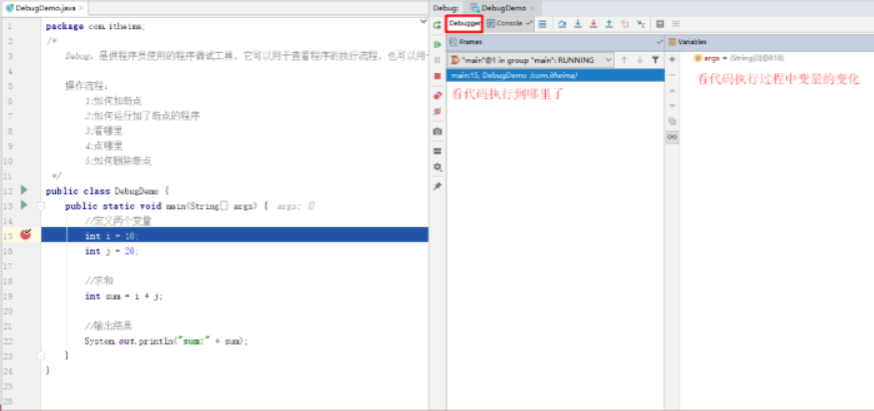 DebugDemo.java ×
1 package com.itheima;
2 /*
3 Debug: 是供程序员使用的程序调试工具，它可以用于查看程序的执行流程，也可以用
4
5 操作流程：
6 1:如何加断点
7 2:如何运行加了断点的程序
8 3:看哪里
9 4:点哪里
10 5:如何删除断点
11 */
12 public class DebugDemo {
13 public static void main(String[] args) { args: {}
14 //定义两个变量
15 int i = 10;
16 int j = 20;
17
18 //求和
19 int sum = i + j;
20
21 //输出结果
22 System.out.println("sum:" + sum);
23 }
24 }
25
26
Debug: DebugDemo ×
Debugger Console
Frames
"main"@1 in group "main": RUNNING
main:15, DebugDemo (com.itheima)
看代码执行到哪里了
Variables
args = {String[0]@818}
看代码执行过程中变量的变化